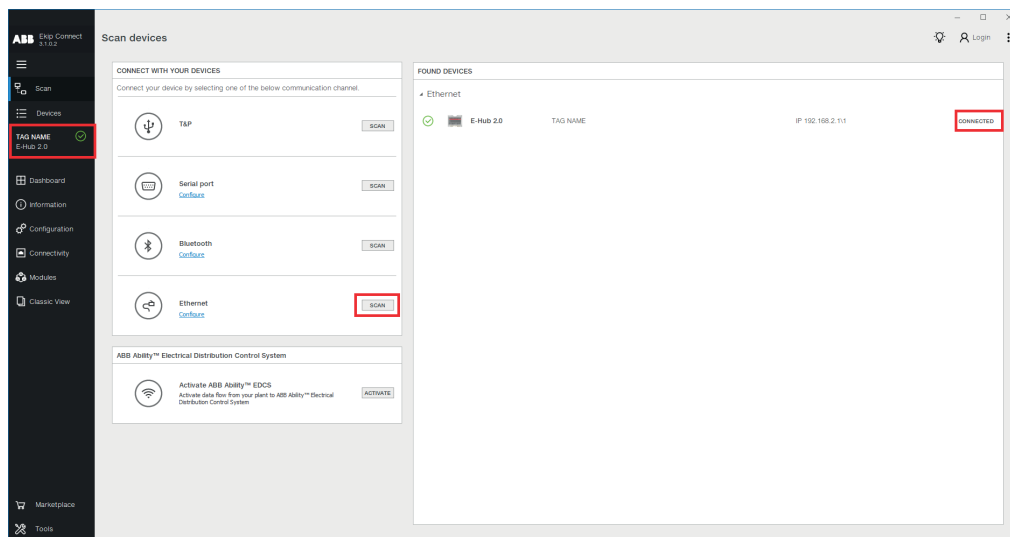 ABB Ekip Connect
3.1.0.2
Scan devices
Login
Scan
Devices
TAG NAME
E-Hub 2.0
Dashboard
Information
Configuration
Connectivity
Modules
Classic View
Marketplace
Tools
CONNECT WITH YOUR DEVICES
Connect your device by selecting one of the below communication channel.
T&P
SCAN
Serial port
Configure
SCAN
Bluetooth
Configure
SCAN
Ethernet
Configure
SCAN
ABB Ability™ Electrical Distribution Control System
Activate ABB Ability™ EDCS
Activate data flow from your plant to ABB Ability™ Electrical
Distribution Control System
ACTIVATE
FOUND DEVICES
Ethernet
E-Hub 2.0 TAG NAME IP 192.168.2.1\1 CONNECTED